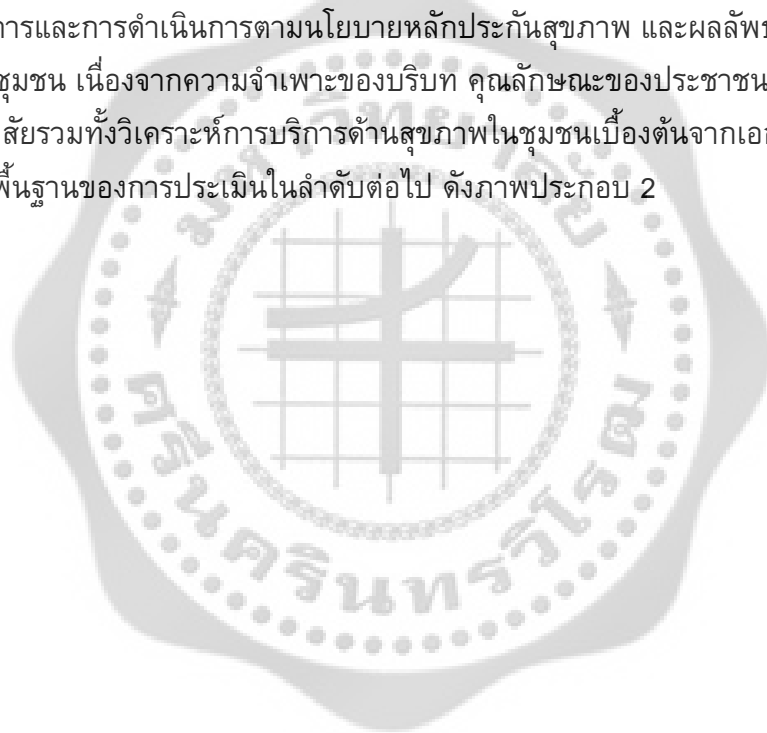 ารและการดำเนินการตามนโยบายหลักประกันสุขภาพ และผลลัพ
ชุมชน เนื่องจากความจำเพาะของบริบท คุณลักษณะของประชาชน
สัยรวมทั้งวิเคราะห์การบริการด้านสุขภาพในชุมชนเบื้องต้นจากเอ
พื้นฐานของการประเมินในลำดับต่อไป ดังภาพประกอบ 2
มหาวิทยาลัย
ศรีนครินทรวิโรฒ